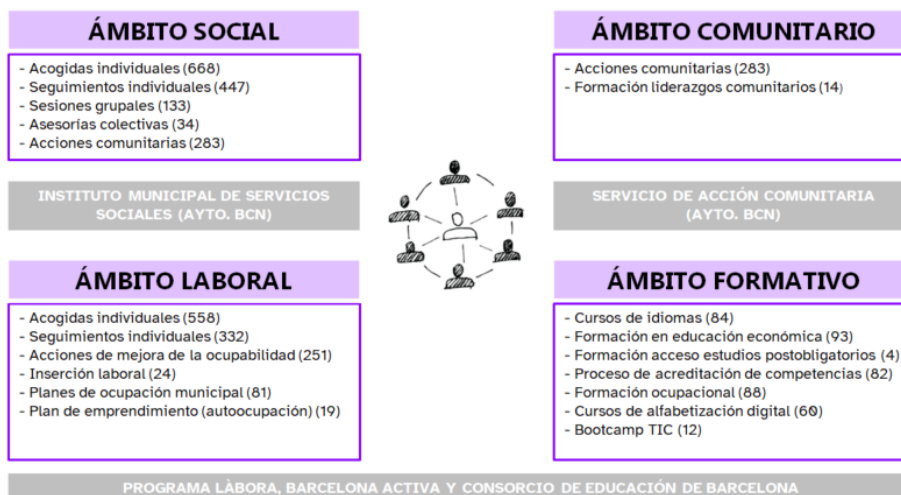 ÁMBITO SOCIAL
- Acogidas individuales (668)
- Seguimientos individuales (447)
- Sesiones grupales (133)
- Asesorías colectivas (34)
- Acciones comunitarias (283)
INSTITUTO MUNICIPAL DE SERVICIOS
SOCIALES (AYTO. BCN)
ÁMBITO COMUNITARIO
- Acciones comunitarias (283)
- Formación liderazgos comunitarios (14)
SERVICIO DE ACCIÓN COMUNITARIA
(AYTO. BCN)
ÁMBITO LABORAL
- Acogidas individuales (558)
- Seguimientos individuales (332)
- Acciones de mejora de la ocupabilidad (251)
- Inserción laboral (24)
- Planes de ocupación municipal (81)
- Plan de emprendimiento (autoocupación) (19)
ÁMBITO FORMATIVO
- Cursos de idiomas (84)
- Formación en educación económica (93)
- Formación acceso estudios postobligatorios (4)
- Proceso de acreditación de competencias (82)
- Formación ocupacional (88)
- Cursos de alfabetización digital (60)
- Bootcamp TIC (12)
PROGRAMA LÀBORA, BARCELONA ACTIVA Y CONSORCIO DE EDUCACIÓN DE BARCELONA